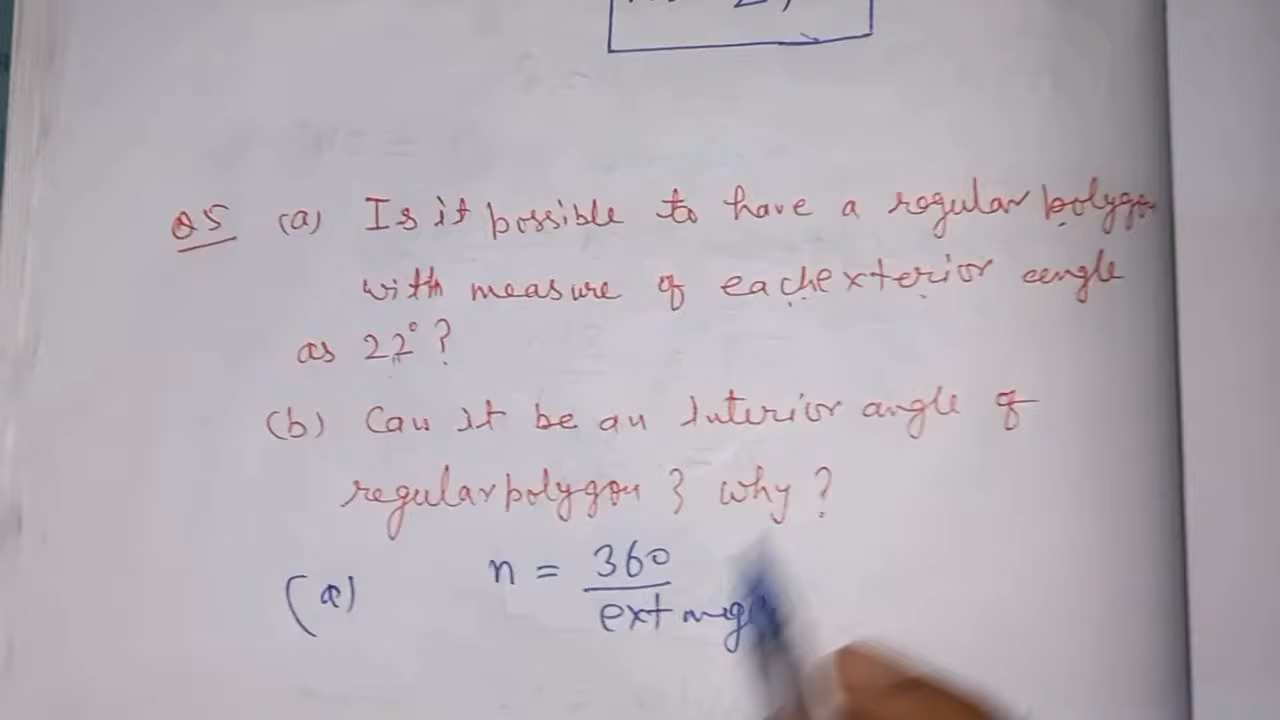 Q5 (a) Is it possible to have a regular polygon
with measure of each exterior angle
as 22° ?
(b) Can it be an interior angle of
regular polygon ? why ?
(a) n = 360
ext ang